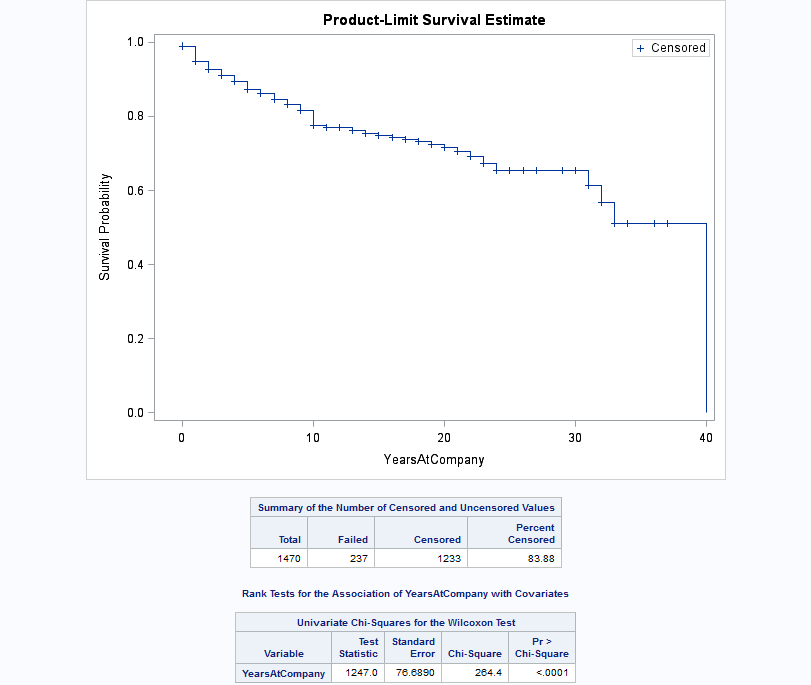 Product-Limit Survival Estimate
+ Censored
1.0
0.8
0.6
0.4
0.2
0.0
Survival Probability
0 10 20 30 40
YearsAtCompany
Summary of the Number of Censored and Uncensored Values
Total Failed Censored Percent Censored
1470 237 1233 83.88
Rank Tests for the Association of YearsAtCompany with Covariates
Univariate Chi-Squares for the Wilcoxon Test
Variable Test Statistic Standard Error Chi-Square Pr > Chi-Square
YearsAtCompany 1247.0 76.6890 264.4 <.0001